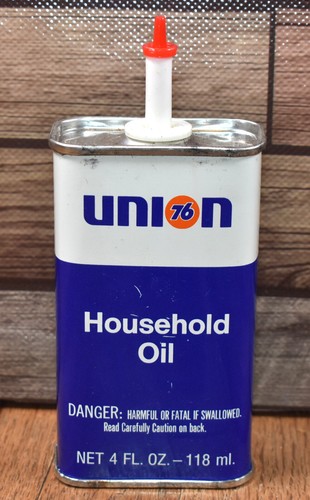 union 76
Household
Oil
DANGER: HARMFUL OR FATAL IF SWALLOWED.
Read Carefully Caution on back.
NET 4 FL. OZ.–118 ml.